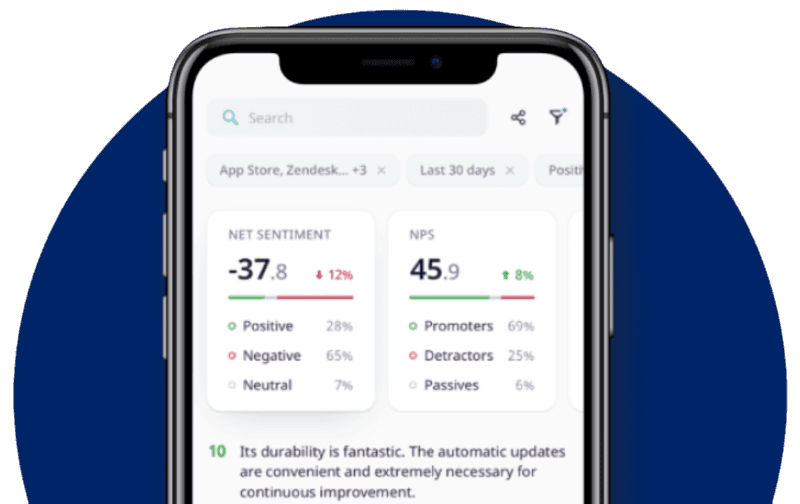 Search
App Store, Zendesk... +3 ×
Last 30 days ×
NET SENTIMENT
-37.8
12%
Positive 28%
Negative 65%
Neutral 7%
NPS
45.9
8%
Promoters 69%
Detractors 25%
Passives 6%
10 Its durability is fantastic. The automatic updates
are convenient and extremely necessary for
continuous improvement.